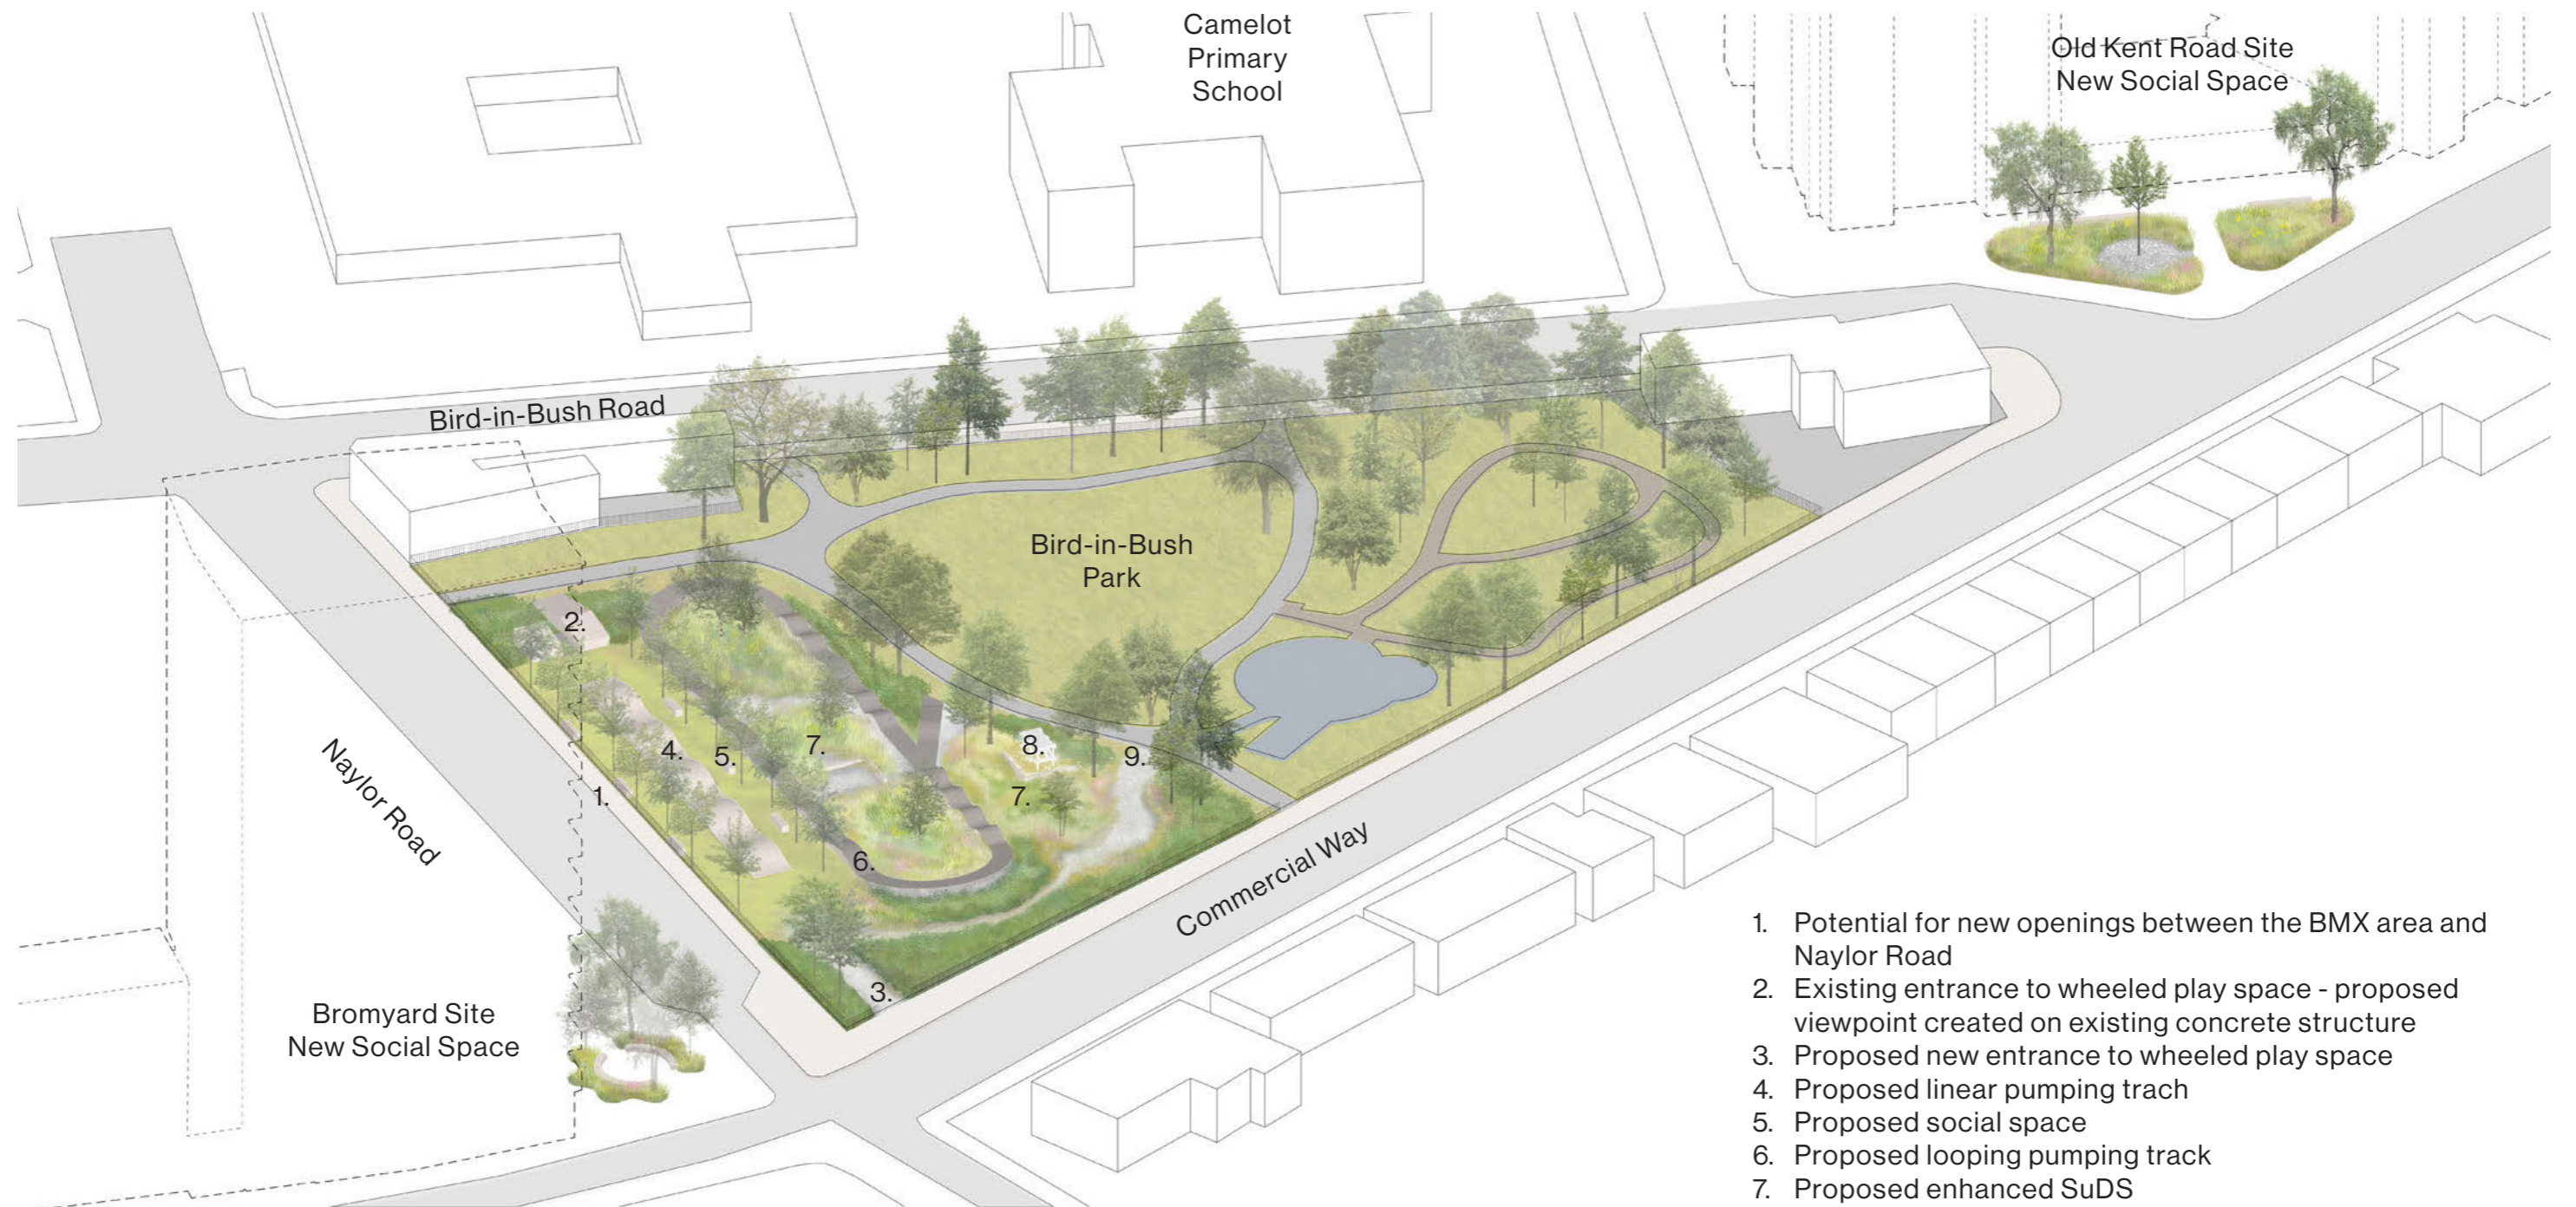 Camelot
Primary
School
Old Kent Road Site
New Social Space
Bird-in-Bush Road
Bird-in-Bush
Park
2.
4.
5.
7.
8.
9.
1.
7.
6.
3.
Naylor Road
Commercial Way
Bromyard Site
New Social Space
1. Potential for new openings between the BMX area and
Naylor Road
2. Existing entrance to wheeled play space - proposed
viewpoint created on existing concrete structure
3. Proposed new entrance to wheeled play space
4. Proposed linear pumping trach
5. Proposed social space
6. Proposed looping pumping track
7. Proposed enhanced SuDS